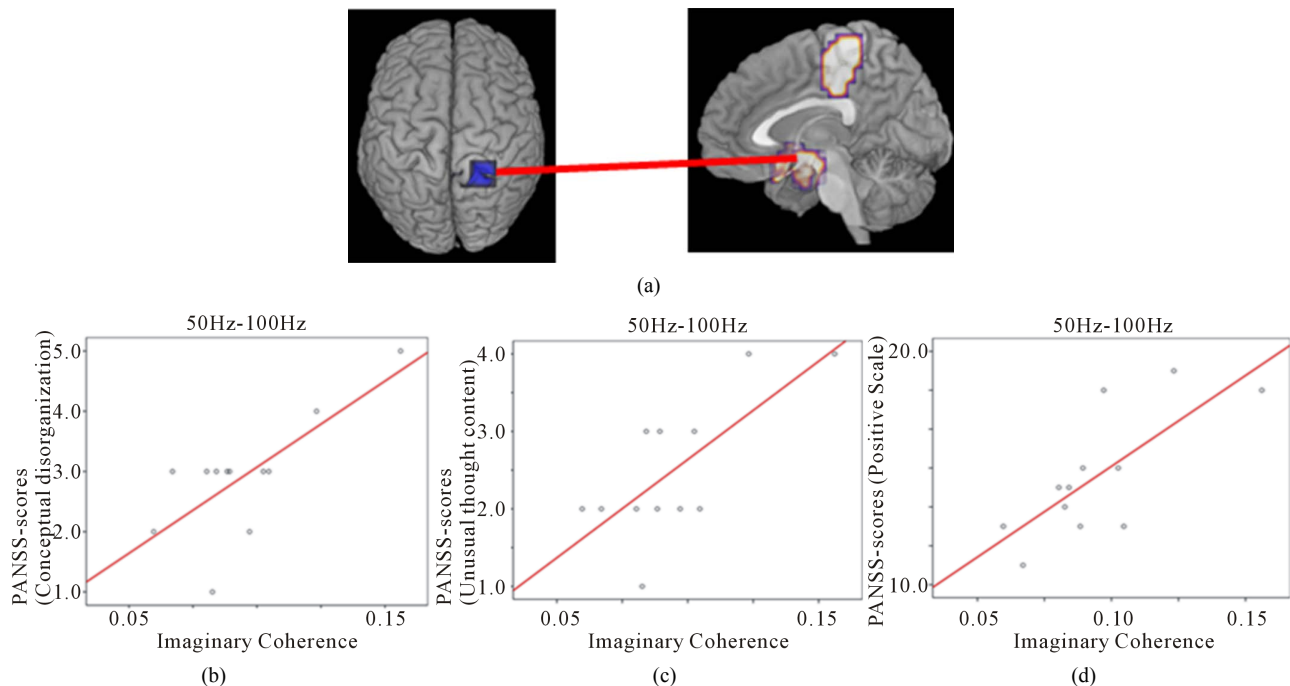 (a)
50Hz-100Hz
PANSS-scores
(Conceptual disorganization)
5.0
4.0
3.0
2.0
1.0
0.05
0.15
Imaginary Coherence
(b)
50Hz-100Hz
PANSS-scores
(Unusual thought content)
4.0
3.0
2.0
1.0
0.05
0.15
Imaginary Coherence
(c)
50Hz-100Hz
PANSS-scores (Positive Scale)
20.0
10.0
0.05
0.10
0.15
Imaginary Coherence
(d)